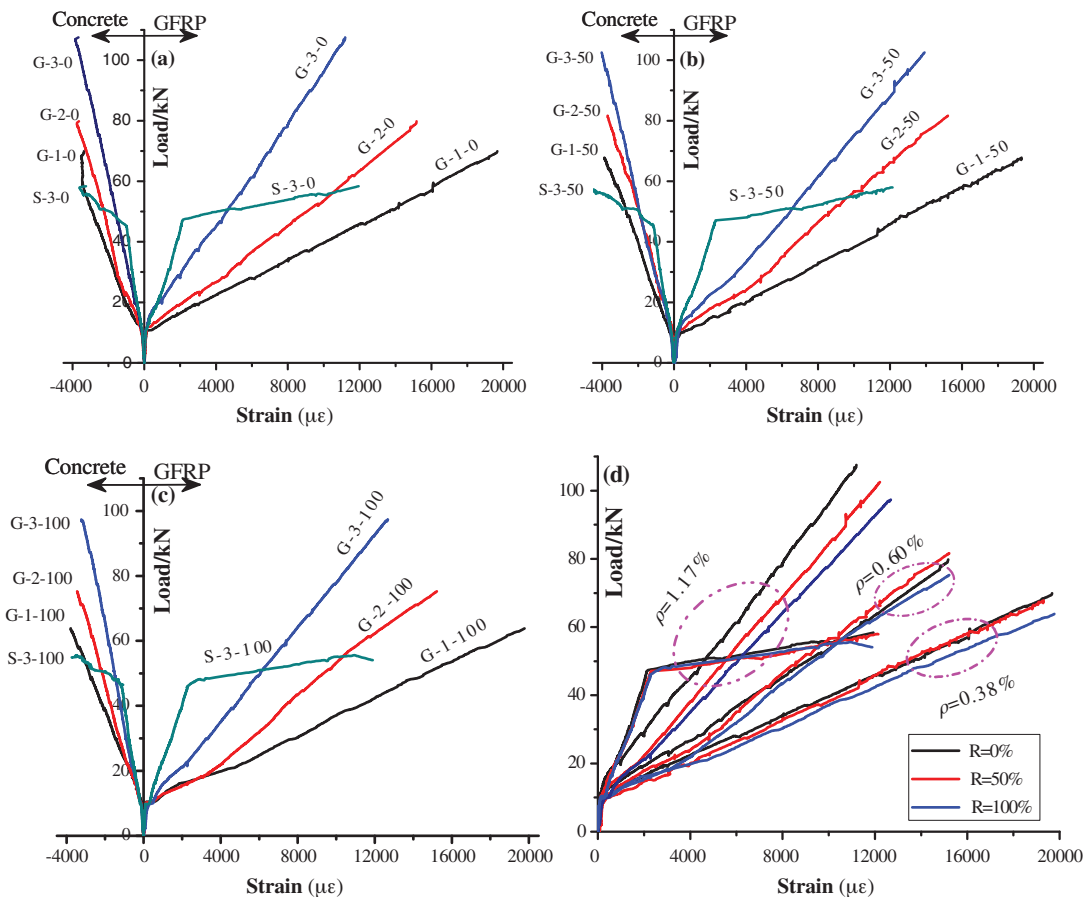 Concrete GFRP
(a)
100
80
60
40
20
0
Load/kN
G-3-0
G-2-0
G-1-0
S-3-0
G-3-0
G-2-0
G-1-0
S-3-0
-4000 0 4000 8000 12000 16000 20000
Strain (με)
Concrete GFRP
(b)
100
80
60
40
20
0
Load/kN
G-3-50
G-2-50
G-1-50
S-3-50
G-3-50
G-2-50
G-1-50
S-3-50
-4000 0 4000 8000 12000 16000 20000
Strain (με)
Concrete GFRP
(c)
100
80
60
40
20
0
Load/kN
G-3-100
G-2-100
G-1-100
S-3-100
G-3-100
G-2-100
G-1-100
S-3-100
-4000 0 4000 8000 12000 16000 20000
Strain (με)
(d)
100
80
60
40
20
0
Load/kN
ρ=1.17%
ρ=0.60%
ρ=0.38%
R=0%
R=50%
R=100%
0 4000 8000 12000 16000 20000
Strain (με)